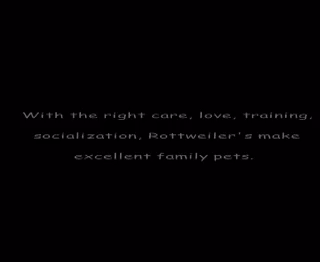 With the right care, love, training,
socialization, Rottweiler's make
excellent family pets.